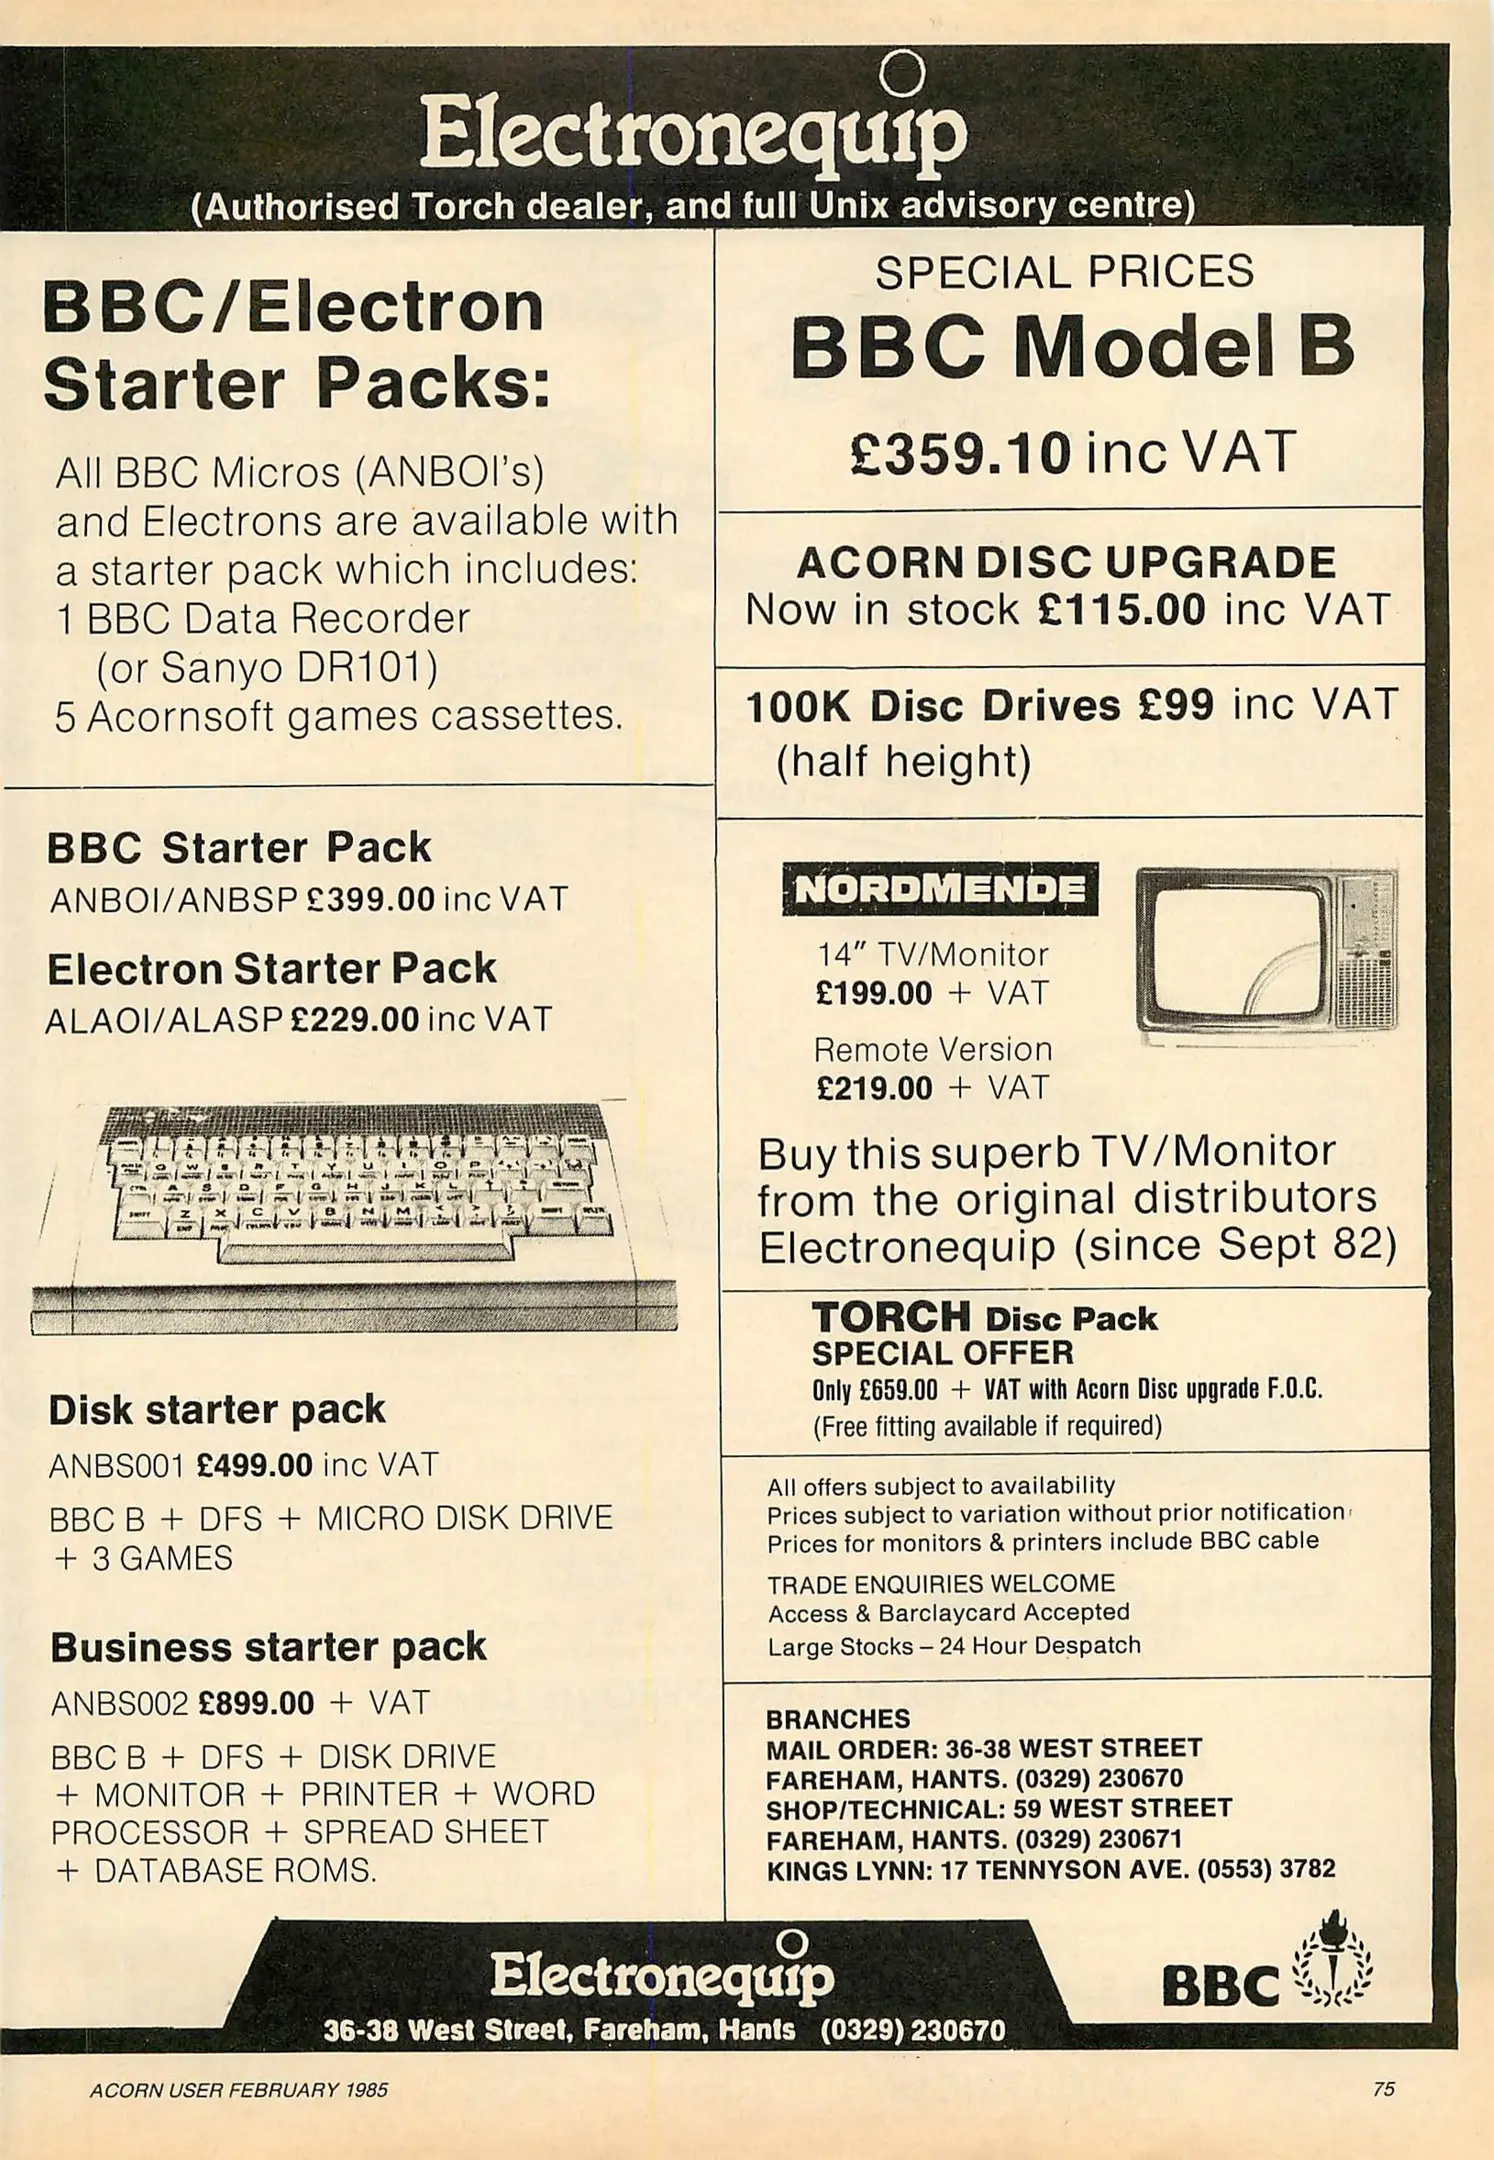 Electronequip
(Authorised Torch dealer, and full Unix advisory centre)
BBC/Electron
Starter Packs:
All BBC Micros (ANBOI's)
and Electrons are available with
a starter pack which includes:
1 BBC Data Recorder
(or Sanyo DR101)
5 Acornsoft games cassettes.
BBC Starter Pack
ANBOI/ANBSP £399.00 inc VAT
Electron Starter Pack
ALAOI/ALASP £229.00 inc VAT
Disk starter pack
ANBS001 £499.00 inc VAT
BBC B + DFS + MICRO DISK DRIVE
+ 3 GAMES
Business starter pack
ANBS002 £899.00 + VAT
BBC B + DFS + DISK DRIVE
+ MONITOR + PRINTER + WORD
PROCESSOR + SPREAD SHEET
+ DATABASE ROMS.
SPECIAL PRICES
BBC Model B
£359.10 inc VAT
ACORN DISC UPGRADE
Now in stock £115.00 inc VAT
100K Disc Drives £99 inc VAT
(half height)
NORDMENDE
14" TV/Monitor
£199.00 + VAT
Remote Version
£219.00 + VAT
Buy this superb TV/Monitor
from the original distributors
Electronequip (since Sept 82)
TORCH Disc Pack
SPECIAL OFFER
Only £659.00 + VAT with Acorn Disc upgrade F.O.C.
(Free fitting available if required)
All offers subject to availability
Prices subject to variation without prior notification
Prices for monitors & printers include BBC cable
TRADE ENQUIRIES WELCOME
Access & Barclaycard Accepted
Large Stocks – 24 Hour Despatch
BRANCHES
MAIL ORDER: 36-38 WEST STREET
FAREHAM, HANTS. (0329) 230670
SHOP/TECHNICAL: 59 WEST STREET
FAREHAM, HANTS. (0329) 230671
KINGS LYNN: 17 TENNYSON AVE. (0553) 3782
Electronequip
36-38 West Street, Fareham, Hants (0329) 230670
BBC
ACORN USER FEBRUARY 1985
75